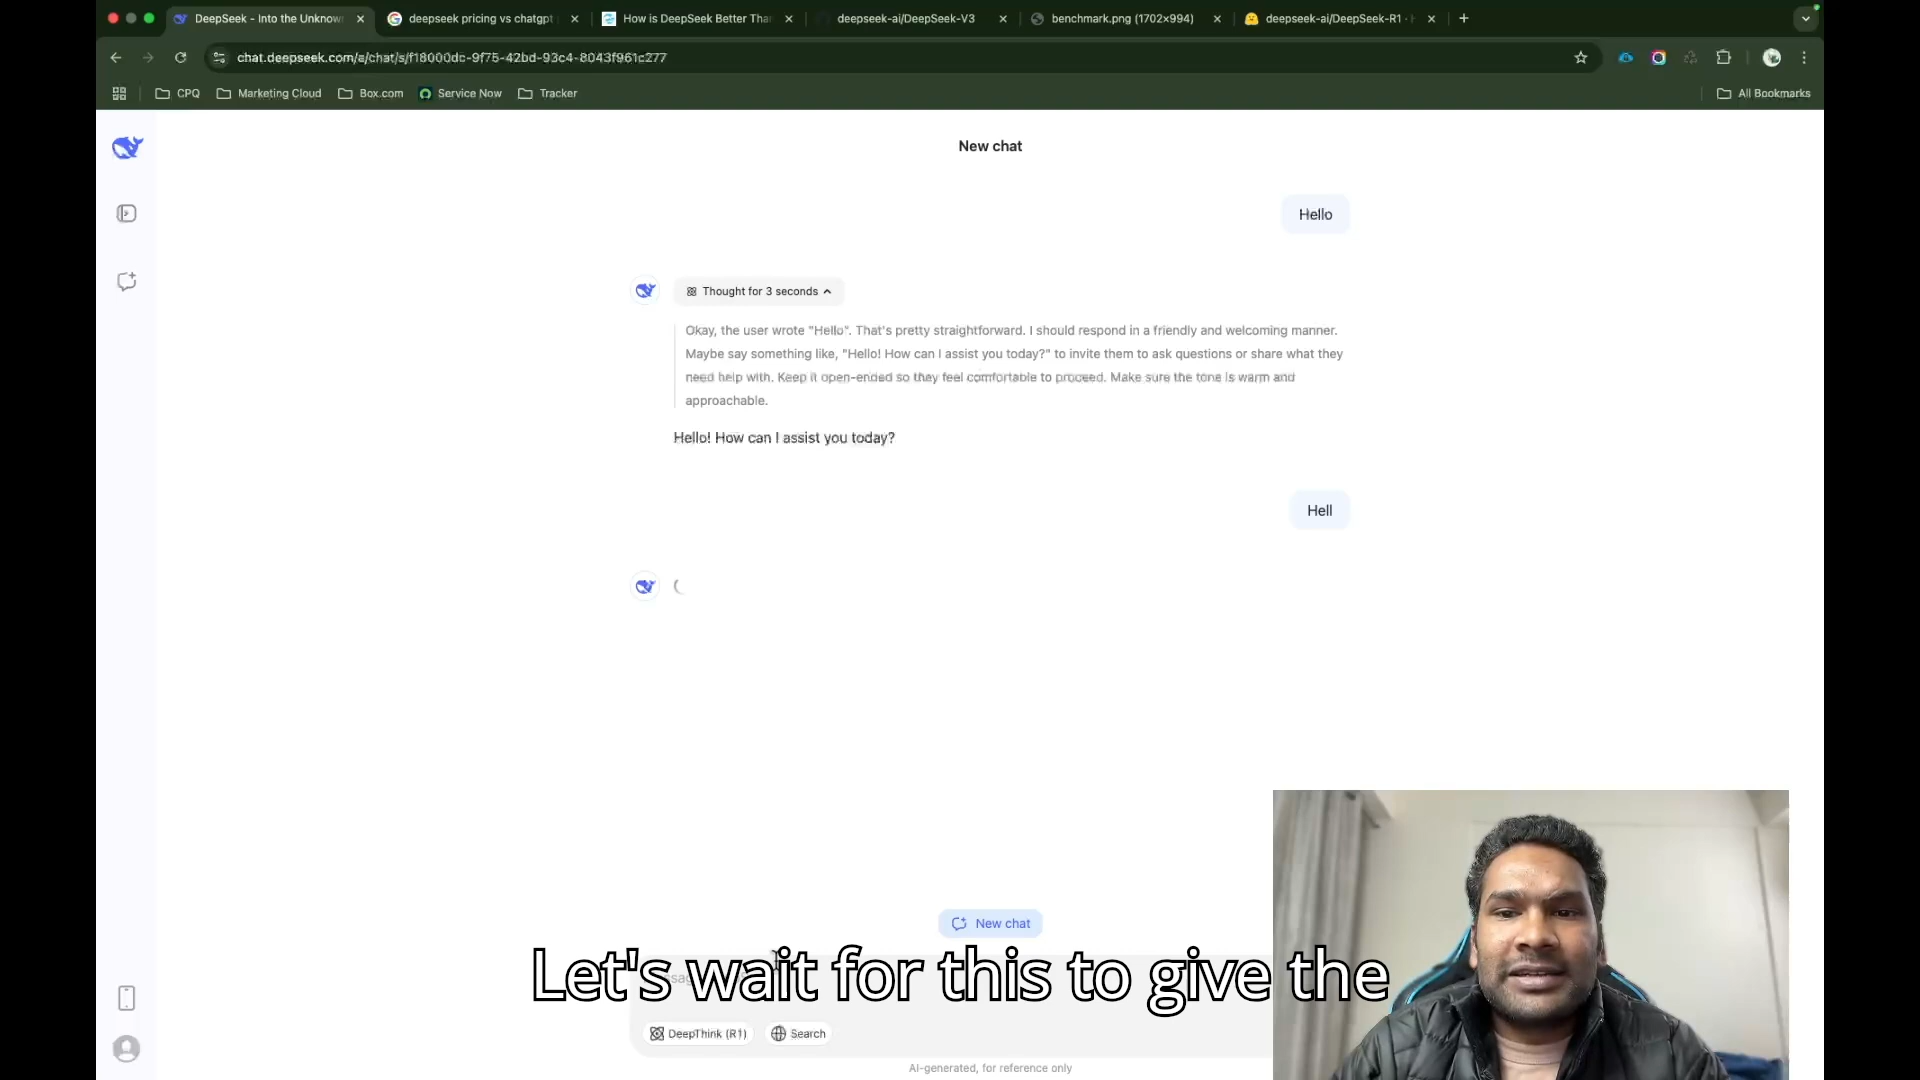 DeepSeek - Into the Unknown
deepseek pricing vs chatgpt
How is DeepSeek Better Than
deepseek-ai/DeepSeek-V3
benchmark.png (1702×994)
deepseek-ai/DeepSeek-R1 ·
chat.deepseek.com/a/chat/s/f18000dc-9f75-42bd-93c4-8043f961c277
CPQ
Marketing Cloud
Box.com
Service Now
Tracker
All Bookmarks
New chat
Hello
Thought for 3 seconds
Okay, the user wrote "Hello". That's pretty straightforward. I should respond in a friendly and welcoming manner.
Maybe say something like, "Hello! How can I assist you today?" to invite them to ask questions or share what they
need help with. Keep it open-ended so they feel comfortable to proceed. Make sure the tone is warm and
approachable.
Hello! How can I assist you today?
Hell
New chat
Let's wait for this to give the
DeepThink (R1)
Search
AI-generated, for reference only